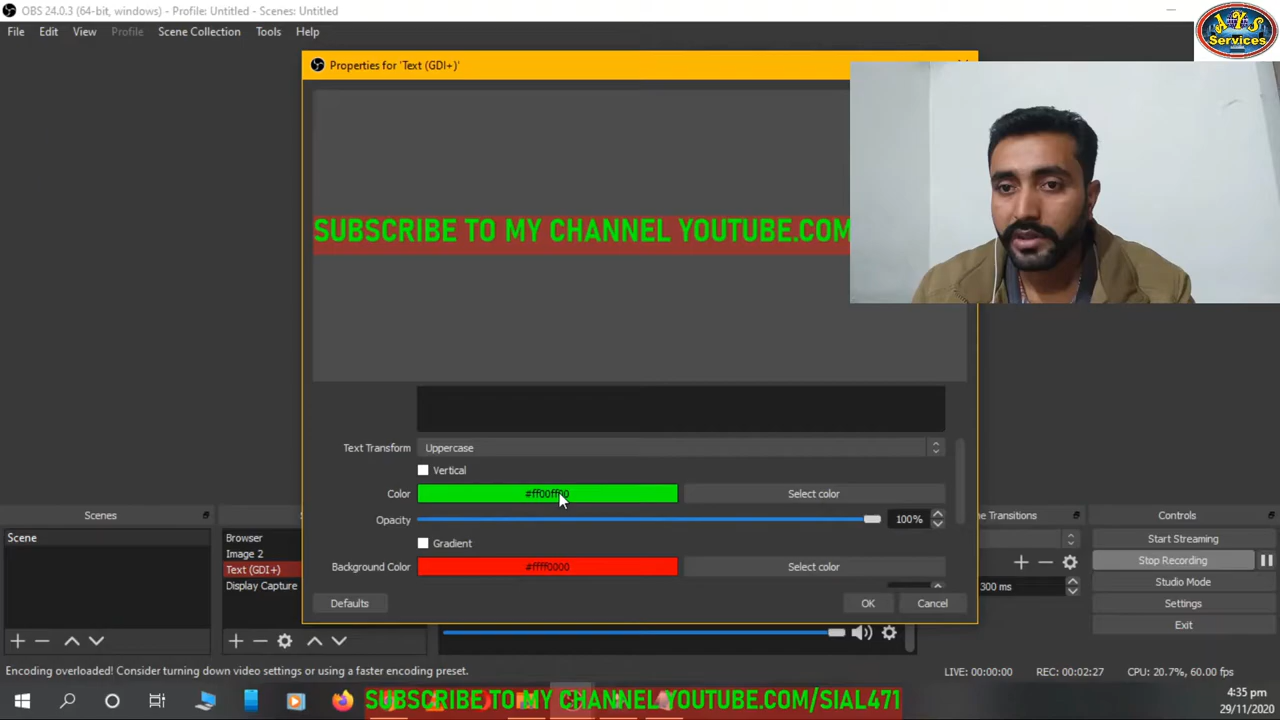 OBS 24.0.3 (64-bit, windows) - Profile: Untitled - Scenes: Untitled
AYS
Services
File Edit View Profile Scene Collection Tools Help
Properties for 'Text (GDI+)'
SUBSCRIBE TO MY CHANNEL YOUTUBE.COM
Text Transform Uppercase
Vertical
Color #ff00ff00 Select color
Opacity 100%
Gradient
Background Color #ffff0000 Select color
Defaults OK Cancel
Scenes
Scene
Browser
Image 2
Text (GDI+)
Display Capture
ne Transitions
300 ms
Controls
Start Streaming
Stop Recording
Studio Mode
Settings
Exit
Encoding overloaded! Consider turning down video settings or using a faster encoding preset.
LIVE: 00:00:00 REC: 00:02:27 CPU: 20.7%, 60.00 fps
SUBSCRIBE TO MY CHANNEL YOUTUBE.COM/SIAL471
4:35 pm
29/11/2020